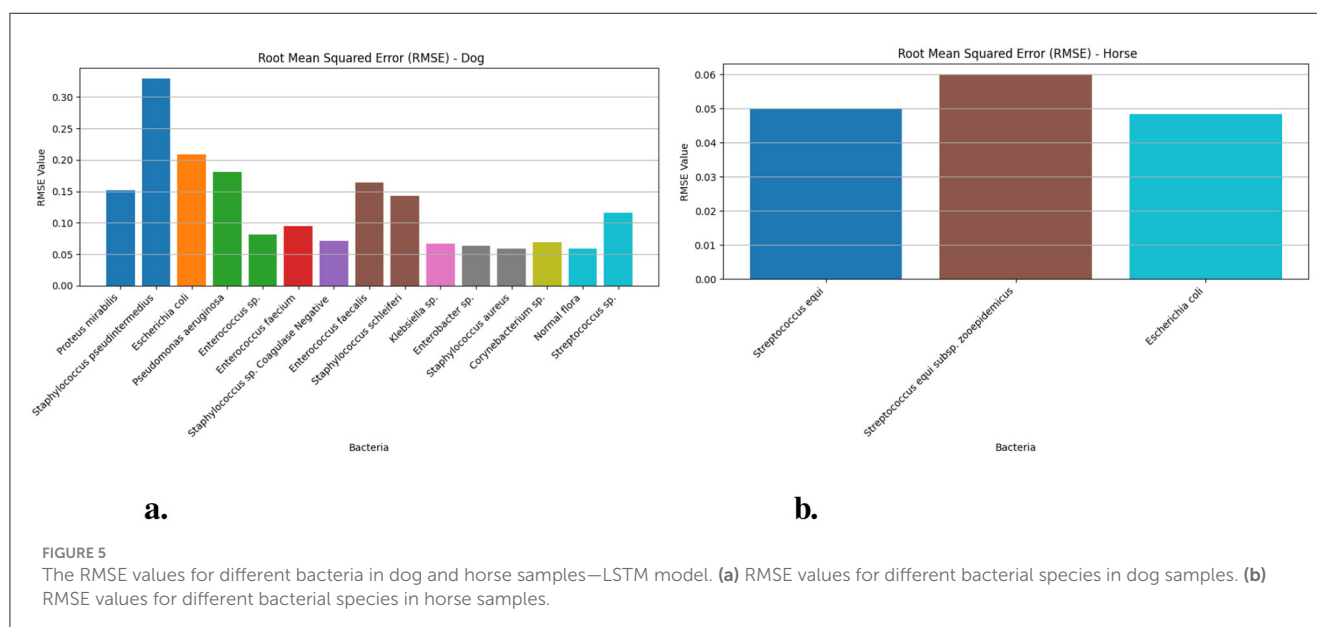 Root Mean Squared Error (RMSE) - Dog
RMSE Value
0.30
0.25
0.20
0.15
0.10
0.05
0.00
Proteus mirabilis
Staphylococcus pseudintermedius
Escherichia coli
Pseudomonas aeruginosa
Enterococcus sp.
Enterococcus faecium
Staphylococcus sp. Coagulase Negative
Enterococcus faecalis
Staphylococcus schleiferi
Klebsiella sp.
Enterobacter sp.
Staphylococcus aureus
Corynebacterium sp.
Normal flora
Streptococcus sp.
Bacteria
a.
Root Mean Squared Error (RMSE) - Horse
RMSE Value
0.06
0.05
0.04
0.03
0.02
0.01
0.00
Streptococcus equi
Streptococcus equi subsp. zooepidemicus
Escherichia coli
Bacteria
b.
FIGURE 5
The RMSE values for different bacteria in dog and horse samples—LSTM model. (a) RMSE values for different bacterial species in dog samples. (b)
RMSE values for different bacterial species in horse samples.